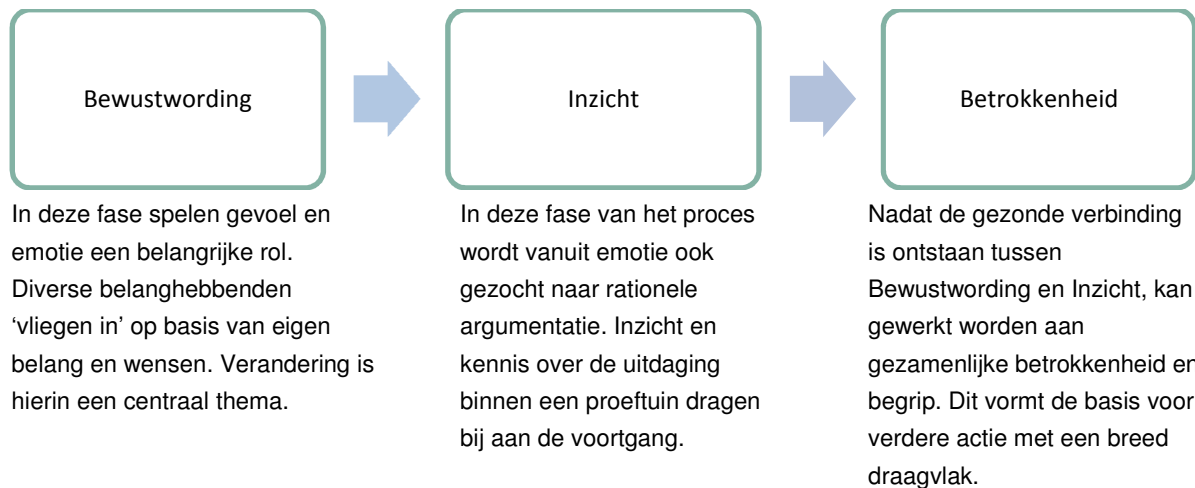 Bewustwording
In deze fase spelen gevoel en
emotie een belangrijke rol.
Diverse belanghebbenden
‘vliegen in’ op basis van eigen
belang en wensen. Verandering is
hierin een centraal thema.
Inzicht
In deze fase van het proces
wordt vanuit emotie ook
gezocht naar rationele
argumentatie. Inzicht en
kennis over de uitdaging
binnen een proeftuin dragen
bij aan de voortgang.
Betrokkenheid
Nadat de gezonde verbinding
is ontstaan tussen
Bewustwording en Inzicht, kan
gewerkt worden aan
gezamenlijke betrokkenheid en
begrip. Dit vormt de basis voor
verdere actie met een breed
draagvlak.